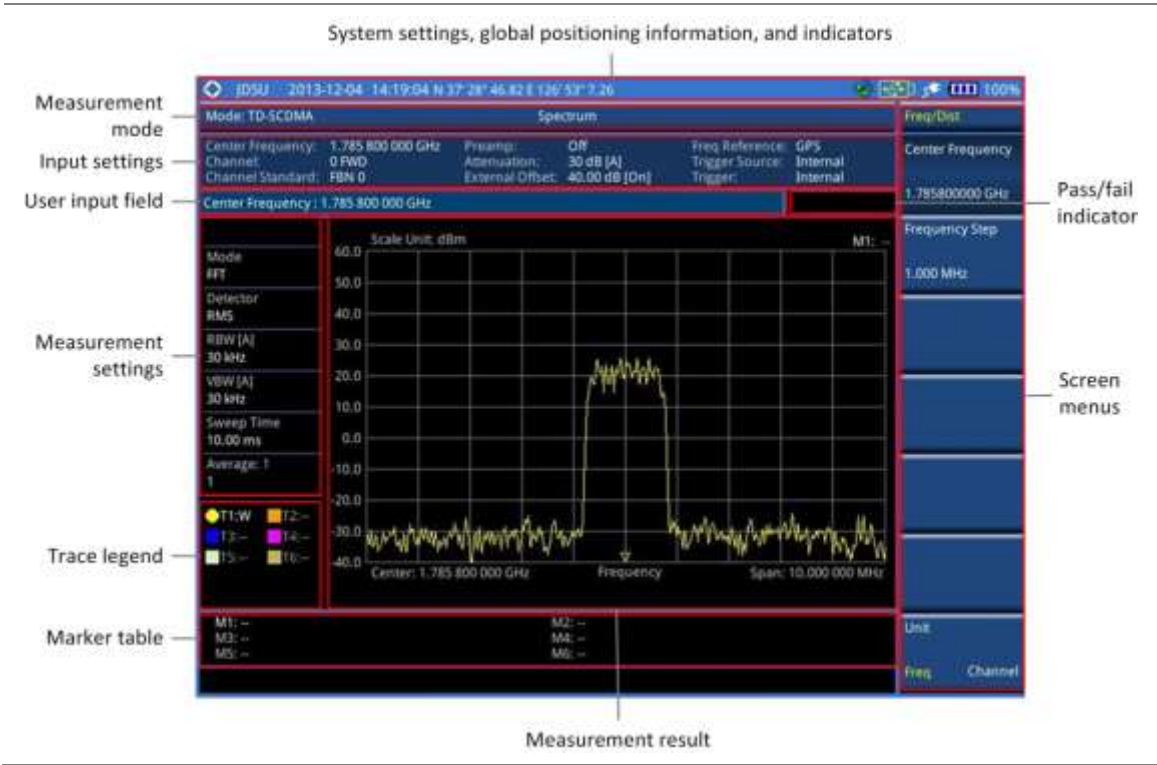 System settings, global positioning information, and indicators
JDSU 2013-12-04 14:19:04 N 37° 28" 46.82 E 126° 53" 7.26 100%
Measurement mode
Mode: TD-SCDMA Spectrum Freq/Dist
Input settings
Center Frequency: 1.785 800 000 GHz Preamp: Off Freq Reference: GPS
Channel: 0 FWD Attenuation: 30 dB [A] Trigger Source: Internal
Channel Standard: FBN 0 External Offset: 40.00 dB [On] Trigger: Internal
Center Frequency
1.785800000 GHz
User input field
Center Frequency : 1.785 800 000 GHz
Pass/fail indicator
Frequency Step
1.000 MHz
Measurement settings
Mode
FFT
Detector
RMS
RBW [A]
30 kHz
VBW [A]
30 kHz
Sweep Time
10.00 ms
Average: 1
1
Scale Unit: dBm M1: --
60.0
50.0
40.0
30.0
20.0
10.0
0.0
-10.0
-20.0
-30.0
-40.0
Center: 1.785 800 000 GHz Frequency Span: 10.000 000 MHz
Screen menus
Trace legend
T1:W T2:--
T3:-- T4:--
T5:-- T6:--
Marker table
M1: -- M2: --
M3: -- M4: --
M5: -- M6: --
Unit
Freq Channel
Measurement result